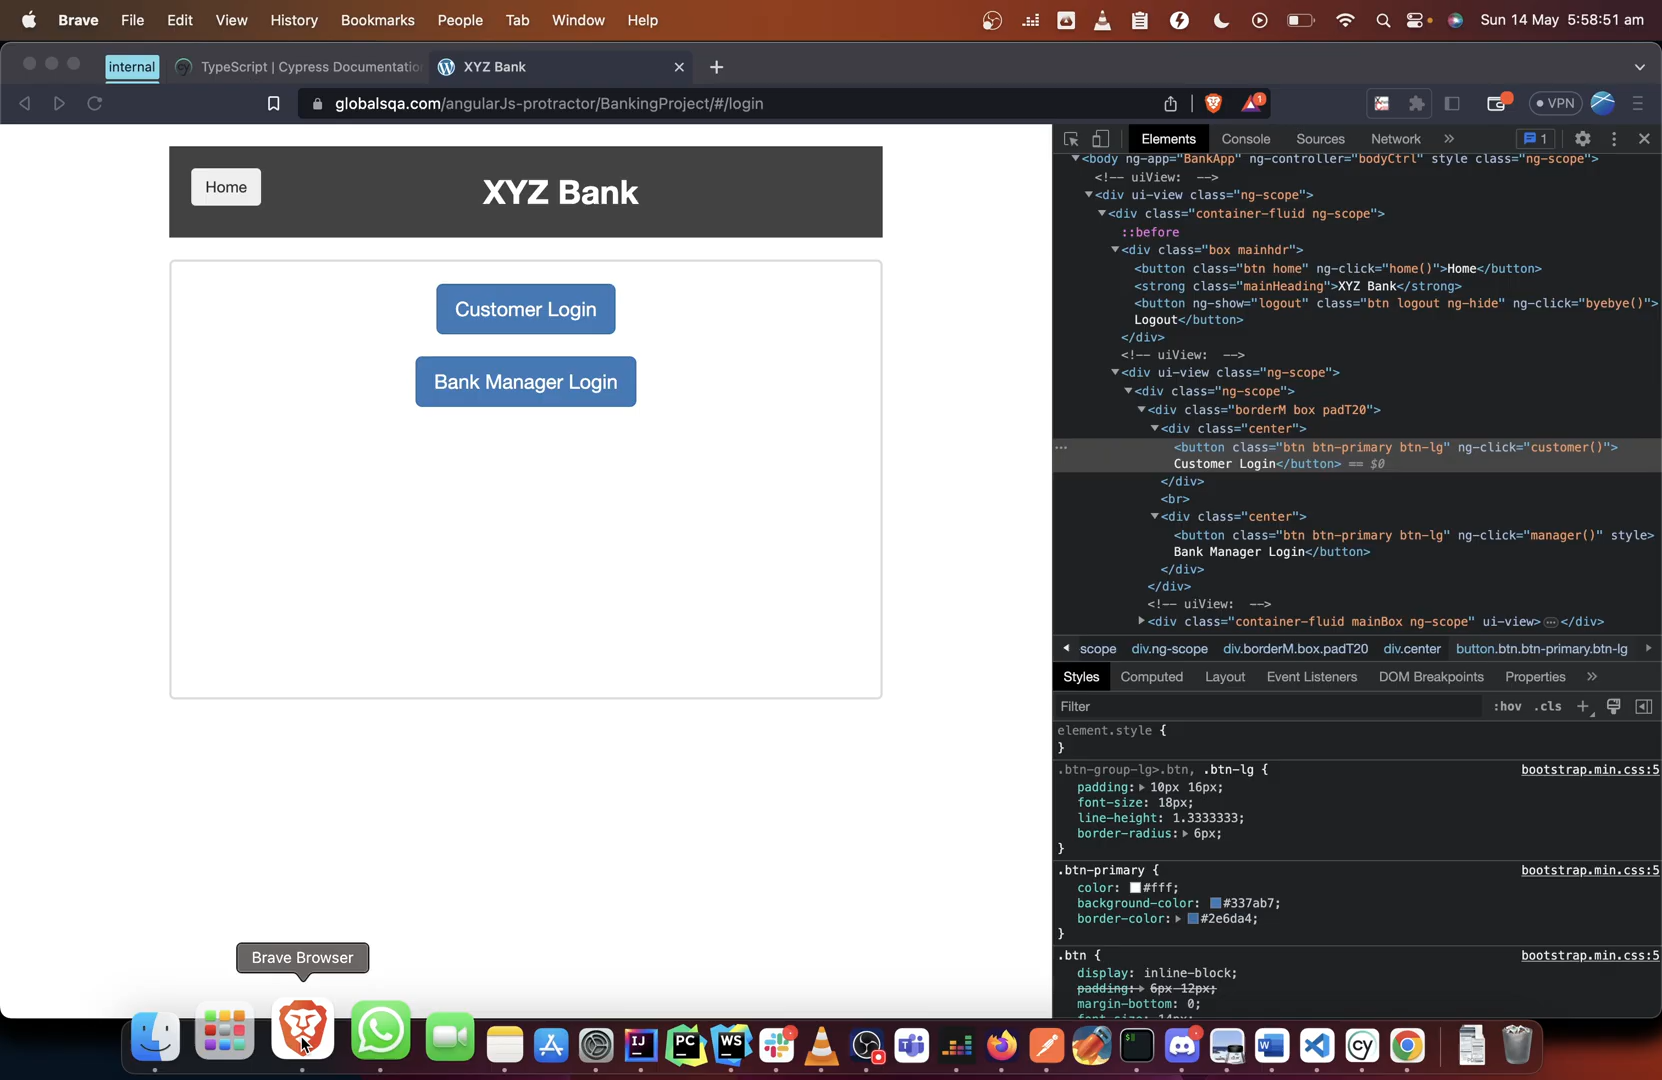 Brave File Edit View History Bookmarks People Tab Window Help
Sun 14 May 5:58:51 am
internal
TypeScript | Cypress Documentatio
XYZ Bank
globalsqa.com/angularJs-protractor/BankingProject/#/login
1
VPN
Home
XYZ Bank
Customer Login
Bank Manager Login
Elements Console Sources Network » 1
<body ng-app="BankApp" ng-controller="bodyCtrl" style class="ng-scope">
<!-- uiView: -->
<div ui-view class="ng-scope">
<div class="container-fluid ng-scope">
::before
<div class="box mainhdr">
<button class="btn home" ng-click="home()">Home</button>
<strong class="mainHeading">XYZ Bank</strong>
<button ng-show="logout" class="btn logout ng-hide" ng-click="byebye()">
Logout</button>
</div>
<!-- uiView: -->
<div ui-view class="ng-scope">
<div class="ng-scope">
<div class="borderM box padT20">
<div class="center">
<button class="btn btn-primary btn-lg" ng-click="customer()">
Customer Login</button> == $0
</div>
<br>
<div class="center">
<button class="btn btn-primary btn-lg" ng-click="manager()" style>
Bank Manager Login</button>
</div>
</div>
<!-- uiView: -->
<div class="container-fluid mainBox ng-scope" ui-view>…</div>
scope div.ng-scope div.borderM.box.padT20 div.center button.btn.btn-primary.btn-lg
Styles Computed Layout Event Listeners DOM Breakpoints Properties »
Filter :hov .cls +
element.style {
}
.btn-group-lg>.btn, .btn-lg { bootstrap.min.css:5
padding: 10px 16px;
font-size: 18px;
line-height: 1.3333333;
border-radius: 6px;
}
.btn-primary { bootstrap.min.css:5
color: #fff;
background-color: #337ab7;
border-color: #2e6da4;
}
.btn { bootstrap.min.css:5
display: inline-block;
padding: 6px 12px;
margin-bottom: 0;
font-size: 14px;
Brave Browser
IJ PC WS W cy